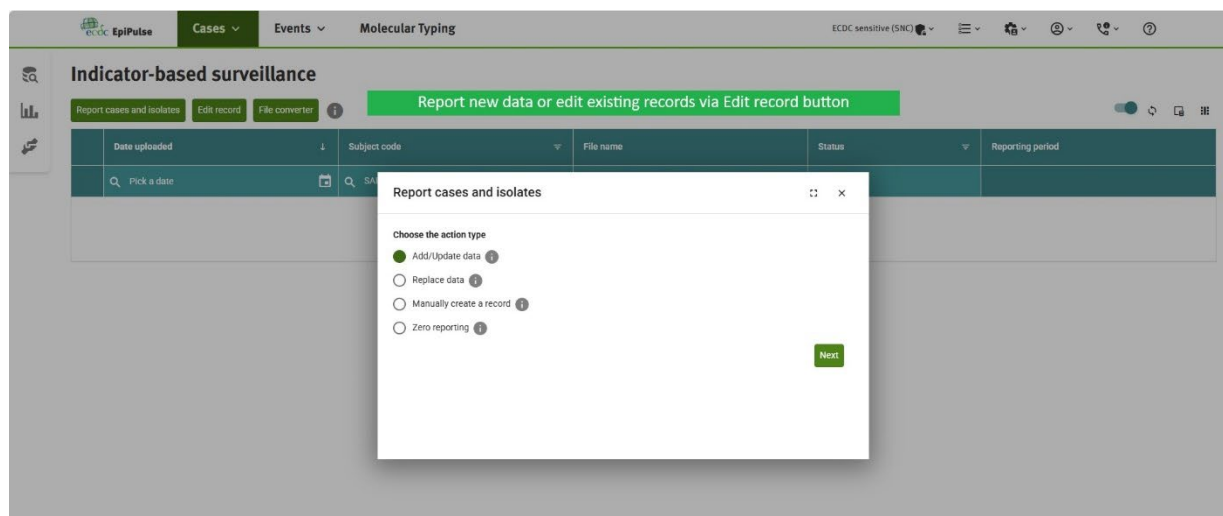 ecdc EpiPulse
Cases
Events
Molecular Typing
ECDC sensitive (SNC)
Indicator-based surveillance
Report cases and isolates
Edit record
File converter
Report new data or edit existing records via Edit record button
Date uploaded
Subject code
File name
Status
Reporting period
Pick a date
Report cases and isolates
Choose the action type
Add/Update data
Replace data
Manually create a record
Zero reporting
Next